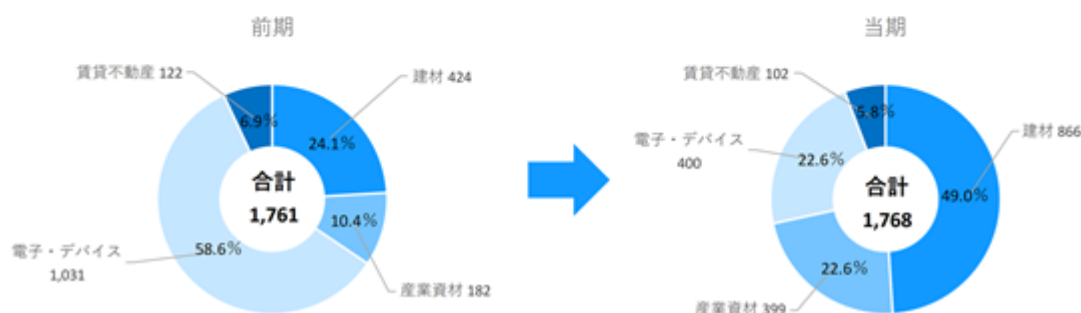 前期
賃貸不動産 122
建材 424
6.9%
24.1%
合計
1,761
10.4%
58.6%
電子・デバイス
1,031
産業資材 182
当期
賃貸不動産 102
5.8%
建材 866
電子・デバイス
400
22.6%
合計
1,768
49.0%
22.6%
産業資材 399